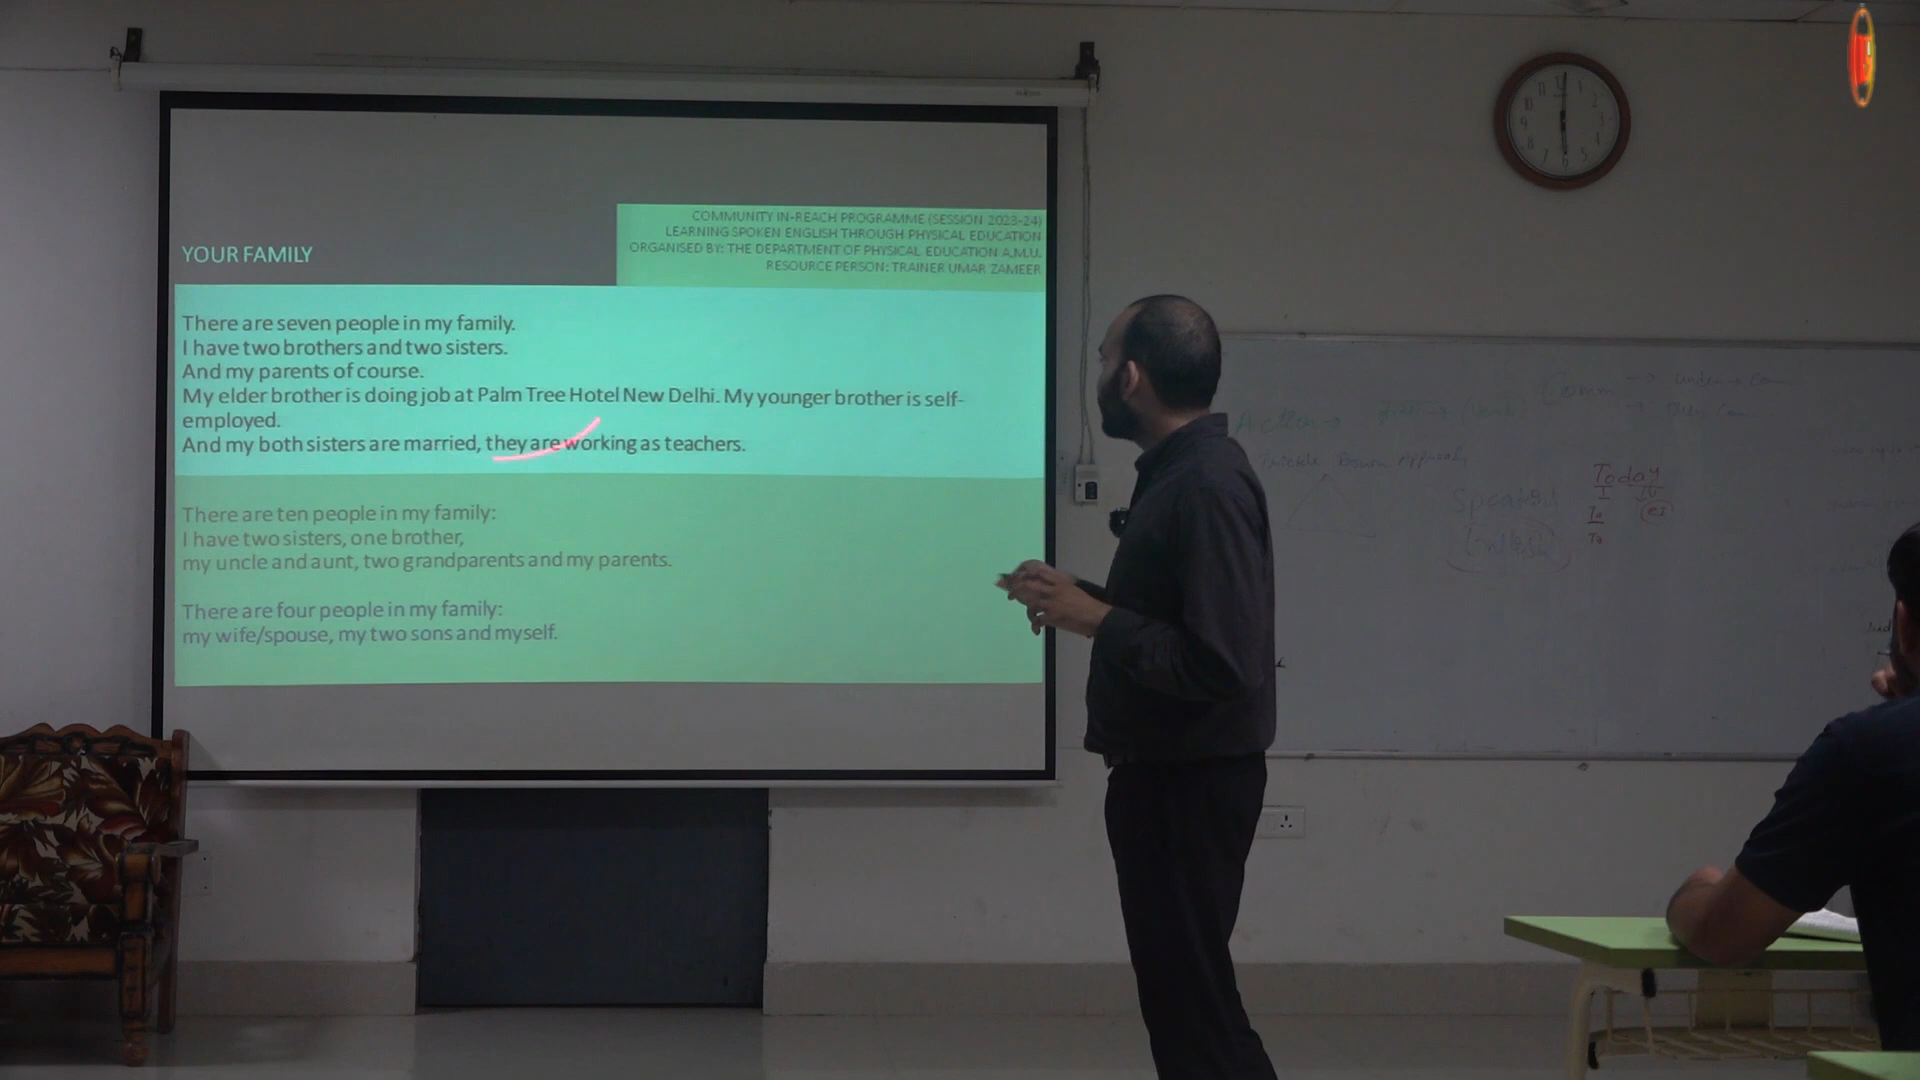 COMMUNITY IN-REACH PROGRAMME (SESSION 2023-24)
LEARNING SPOKEN ENGLISH THROUGH PHYSICAL EDUCATION
ORGANISED BY: THE DEPARTMENT OF PHYSICAL EDUCATION A.M.U.
RESOURCE PERSON: TRAINER UMAR ZAMEER
YOUR FAMILY
There are seven people in my family.
I have two brothers and two sisters.
And my parents of course.
My elder brother is doing job at Palm Tree Hotel New Delhi. My younger brother is self-
employed.
And my both sisters are married, they are working as teachers.
There are ten people in my family:
I have two sisters, one brother,
my uncle and aunt, two grandparents and my parents.
There are four people in my family:
my wife/spouse, my two sons and myself.
Action
Trickle Down
Today